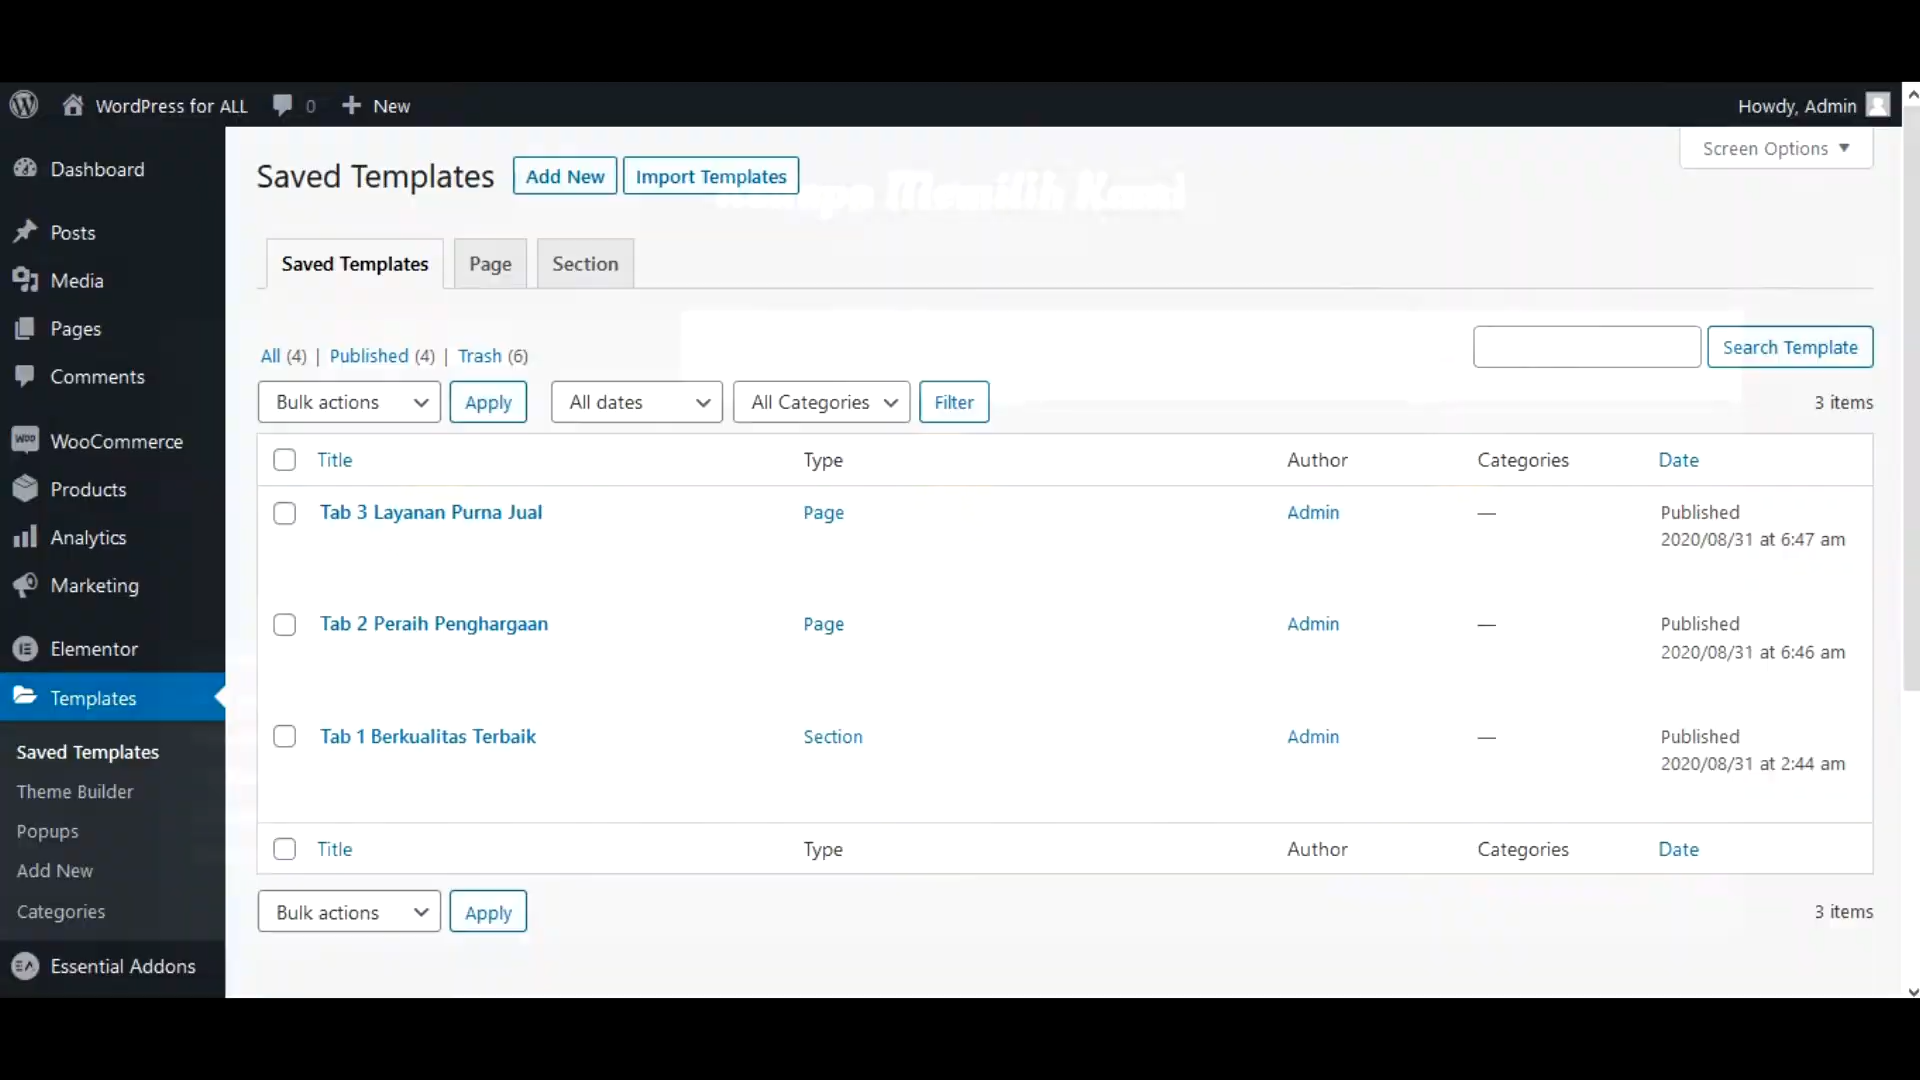 WordPress for ALL 0 New Howdy, Admin
Screen Options
Dashboard
Posts
Media
Pages
Comments
WooCommerce
Products
Analytics
Marketing
Elementor
Templates
Saved Templates
Theme Builder
Popups
Add New
Categories
Essential Addons
Saved Templates Add New Import Templates
Memilih Kami
Saved Templates Page Section
All (4) | Published (4) | Trash (6)
Search Template
Bulk actions Apply All dates All Categories Filter 3 items
Title Type Author Categories Date
Tab 3 Layanan Purna Jual Page Admin — Published
2020/08/31 at 6:47 am
Tab 2 Peraih Penghargaan Page Admin — Published
2020/08/31 at 6:46 am
Tab 1 Berkualitas Terbaik Section Admin — Published
2020/08/31 at 2:44 am
Title Type Author Categories Date
Bulk actions Apply 3 items